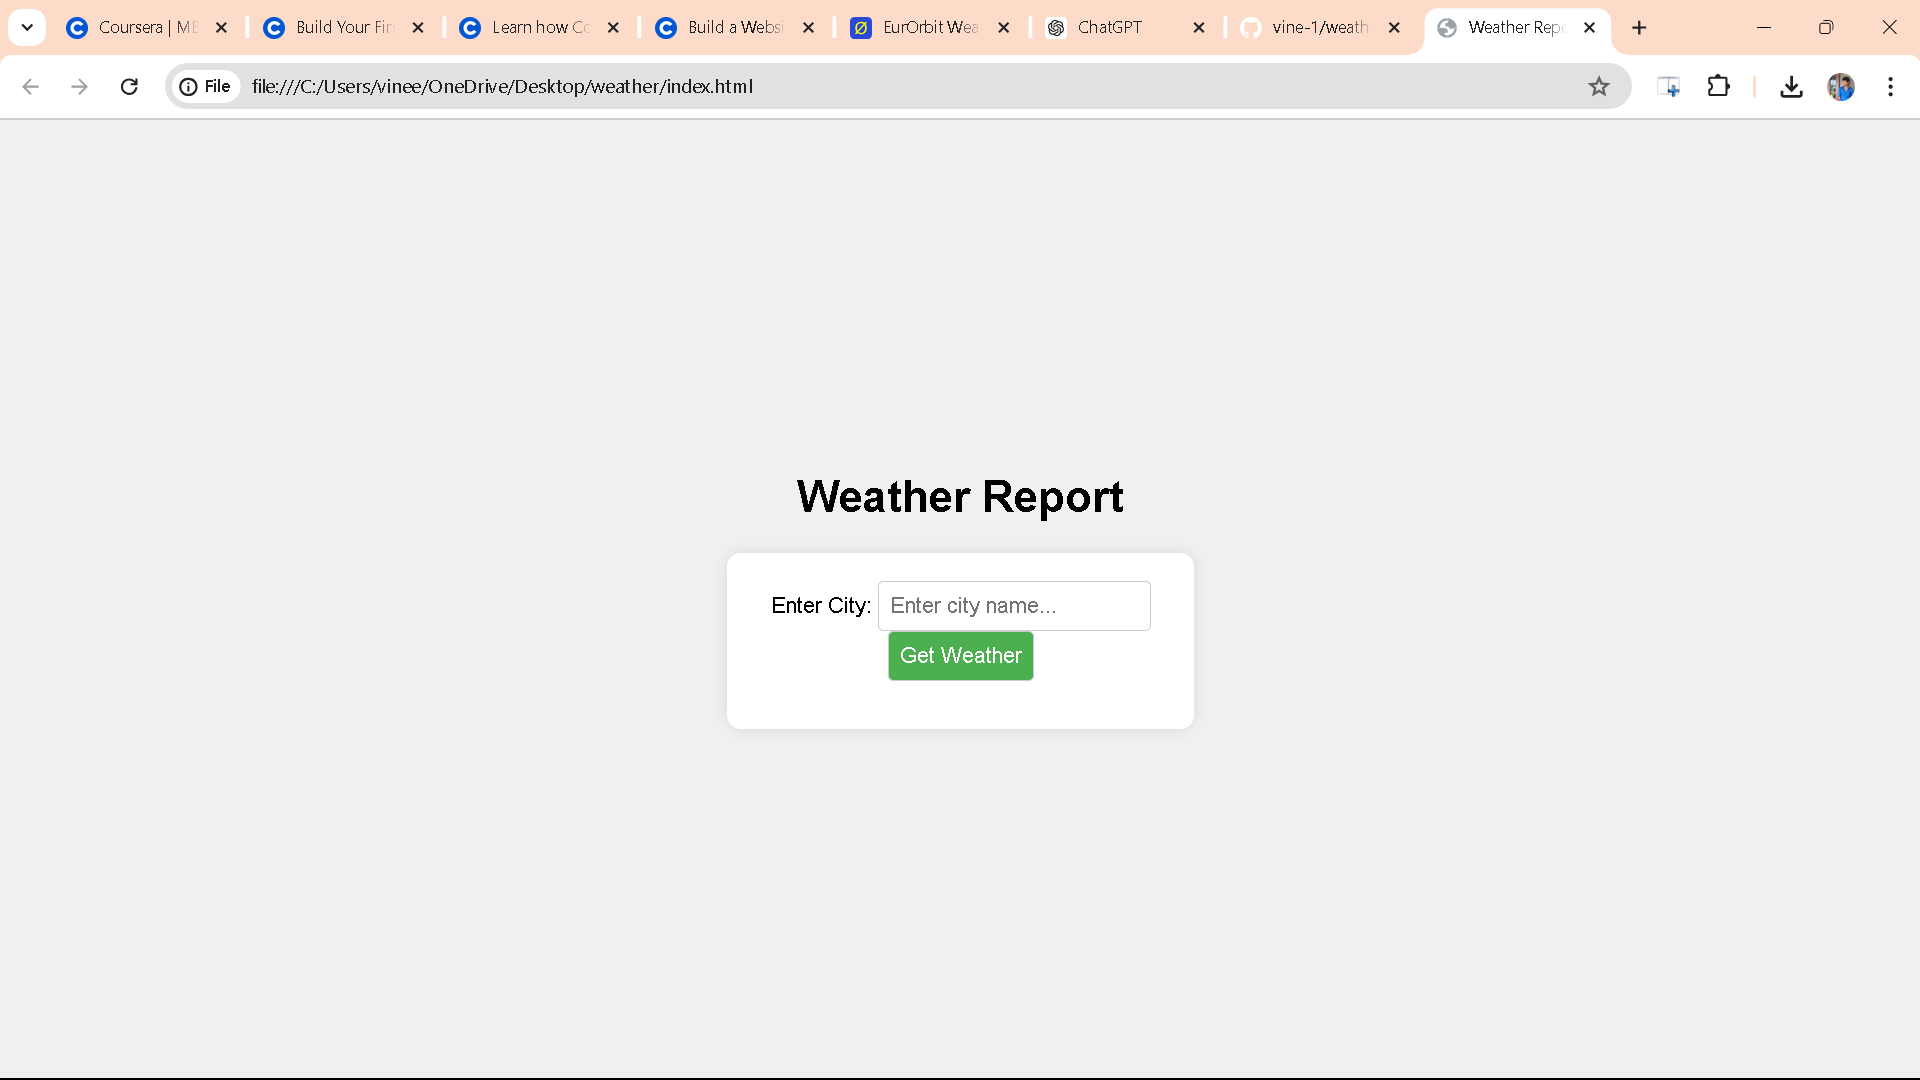 Coursera | ME
Build Your Fir
Learn how Co
Build a Websi
EurOrbit Wea
ChatGPT
vine-1/weath
Weather Repo
File
file:///C:/Users/vinee/OneDrive/Desktop/weather/index.html
Weather Report
Enter City:
Enter city name...
Get Weather